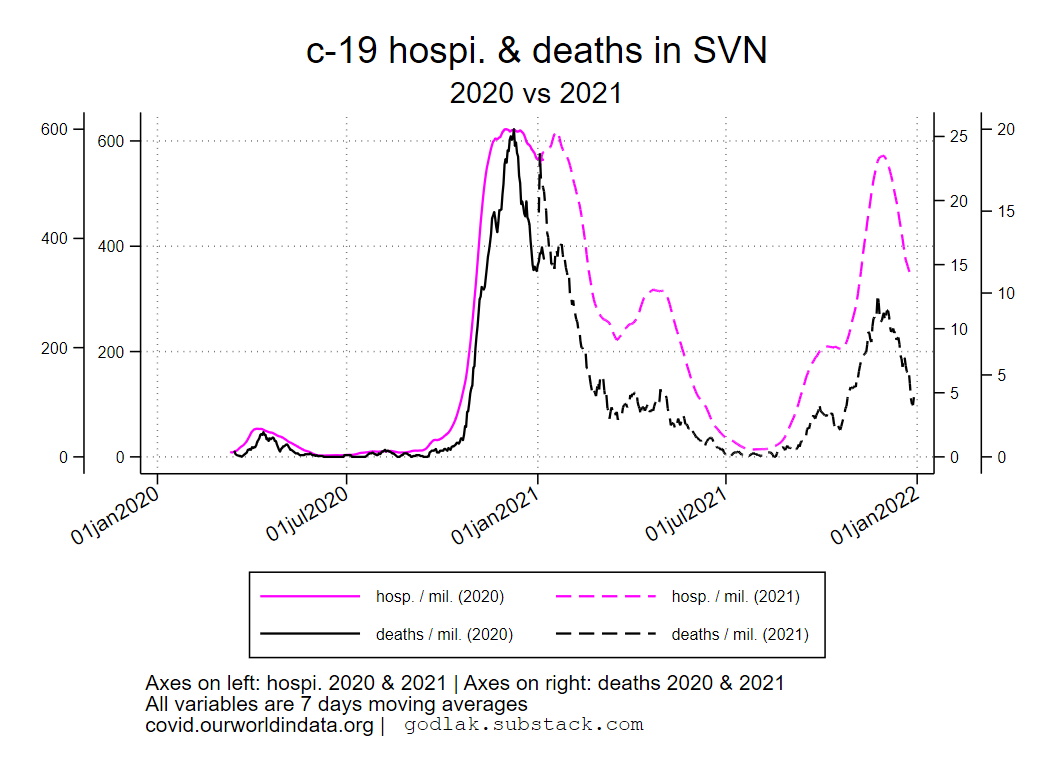 c-19 hospi. & deaths in SVN
2020 vs 2021
600
400
200
0
600
400
200
0
25
20
15
10
5
0
20
15
10
5
0
01jan2020
01jul2020
01jan2021
01jul2021
01jan2022
hosp. / mil. (2020)
hosp. / mil. (2021)
deaths / mil. (2020)
deaths / mil. (2021)
Axes on left: hospi. 2020 & 2021 | Axes on right: deaths 2020 & 2021
All variables are 7 days moving averages
covid.ourworldindata.org | godlak.substack.com